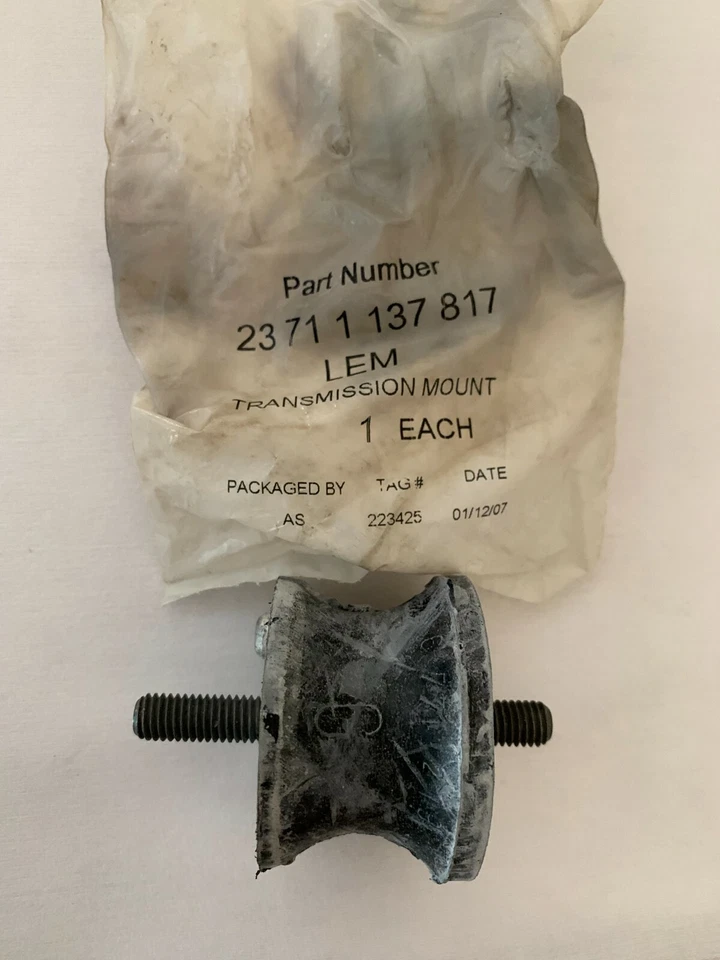 Part Number
23 71 1 137 817
LEM
TRANSMISSION MOUNT
1 EACH
PACKAGED BY TAG # DATE
AS 223425 01/12/07